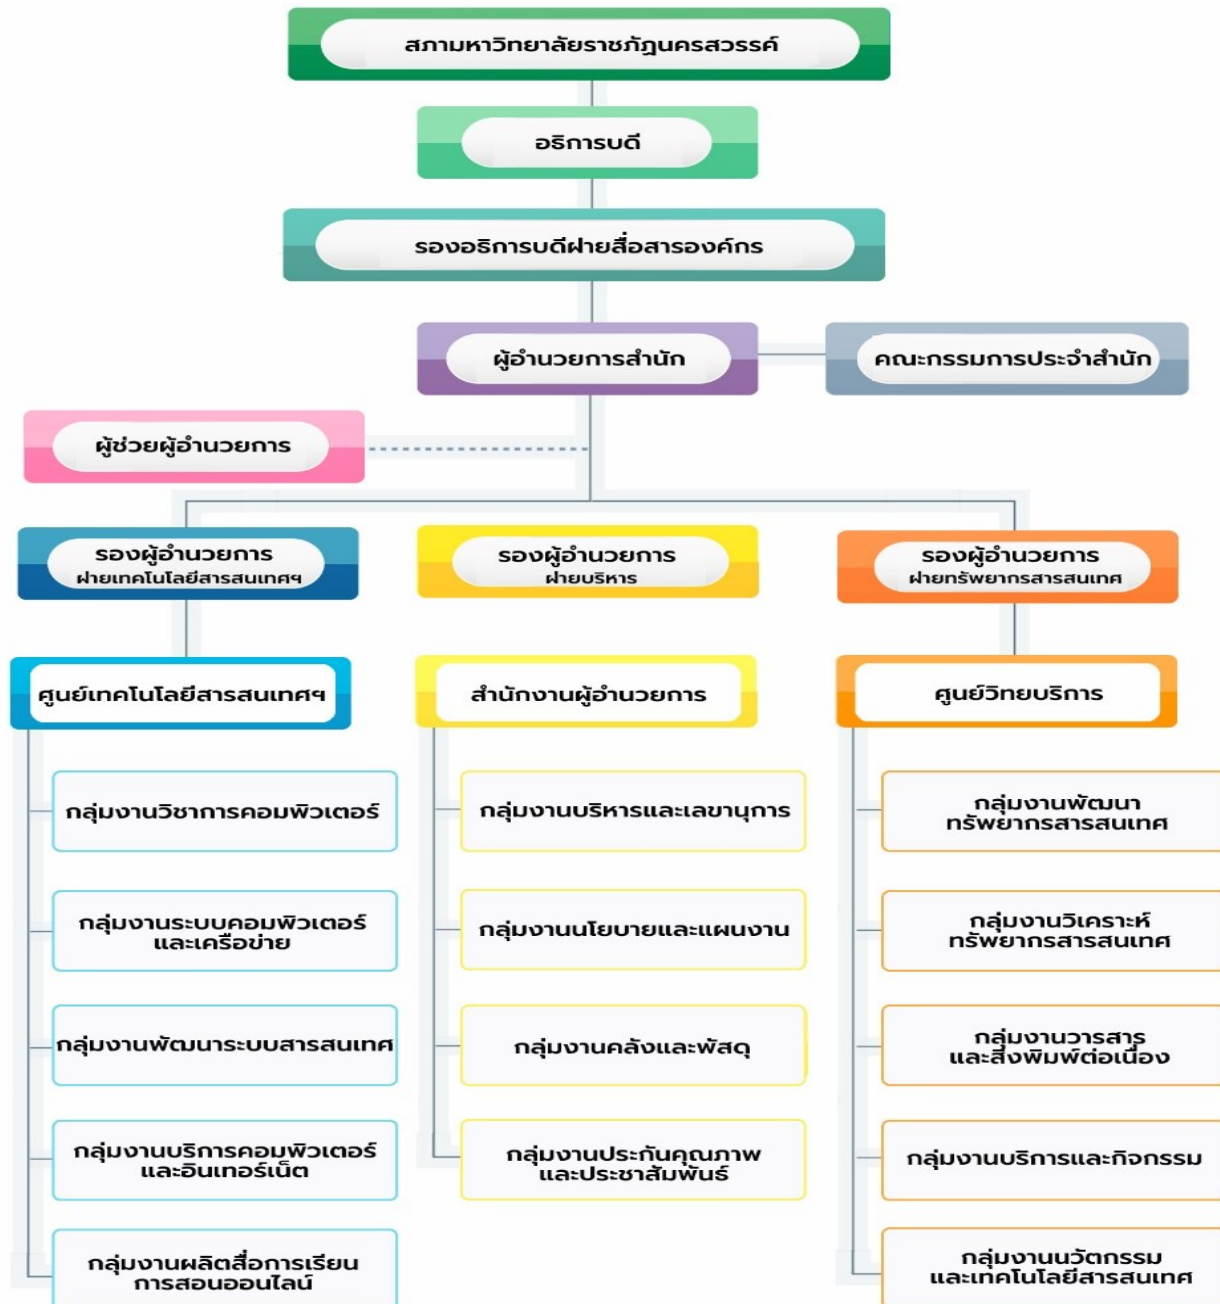 สภามหาวิทยาลัยราชภัฏนครสวรรค์
อธิการบดี
รองอธิการบดีฝ่ายสื่อสารองค์กร
ผู้อำนวยการสำนัก
คณะกรรมการประจำสำนัก
ผู้ช่วยผู้อำนวยการ
รองผู้อำนวยการ
ฝ่ายเทคโนโลยีสารสนเทศฯ
รองผู้อำนวยการ
ฝ่ายบริหาร
รองผู้อำนวยการ
ฝ่ายทรัพยากรสารสนเทศ
ศูนย์เทคโนโลยีสารสนเทศฯ
สำนักงานผู้อำนวยการ
ศูนย์วิทยบริการ
กลุ่มงานวิชาการคอมพิวเตอร์
กลุ่มงานระบบคอมพิวเตอร์
และเครือข่าย
กลุ่มงานพัฒนาระบบสารสนเทศ
กลุ่มงานบริการคอมพิวเตอร์
และอินเทอร์เน็ต
กลุ่มงานผลิตสื่อการเรียน
การสอนออนไลน์
กลุ่มงานบริหารและเลขานุการ
กลุ่มงานนโยบายและแผนงาน
กลุ่มงานคลังและพัสดุ
กลุ่มงานประกันคุณภาพ
และประชาสัมพันธ์
กลุ่มงานพัฒนา
ทรัพยากรสารสนเทศ
กลุ่มงานวิเคราะห์
ทรัพยากรสารสนเทศ
กลุ่มงานวารสาร
และสิ่งพิมพ์ต่อเนื่อง
กลุ่มงานบริการและกิจกรรม
กลุ่มงานนวัตกรรม
และเทคโนโลยีสารสนเทศ